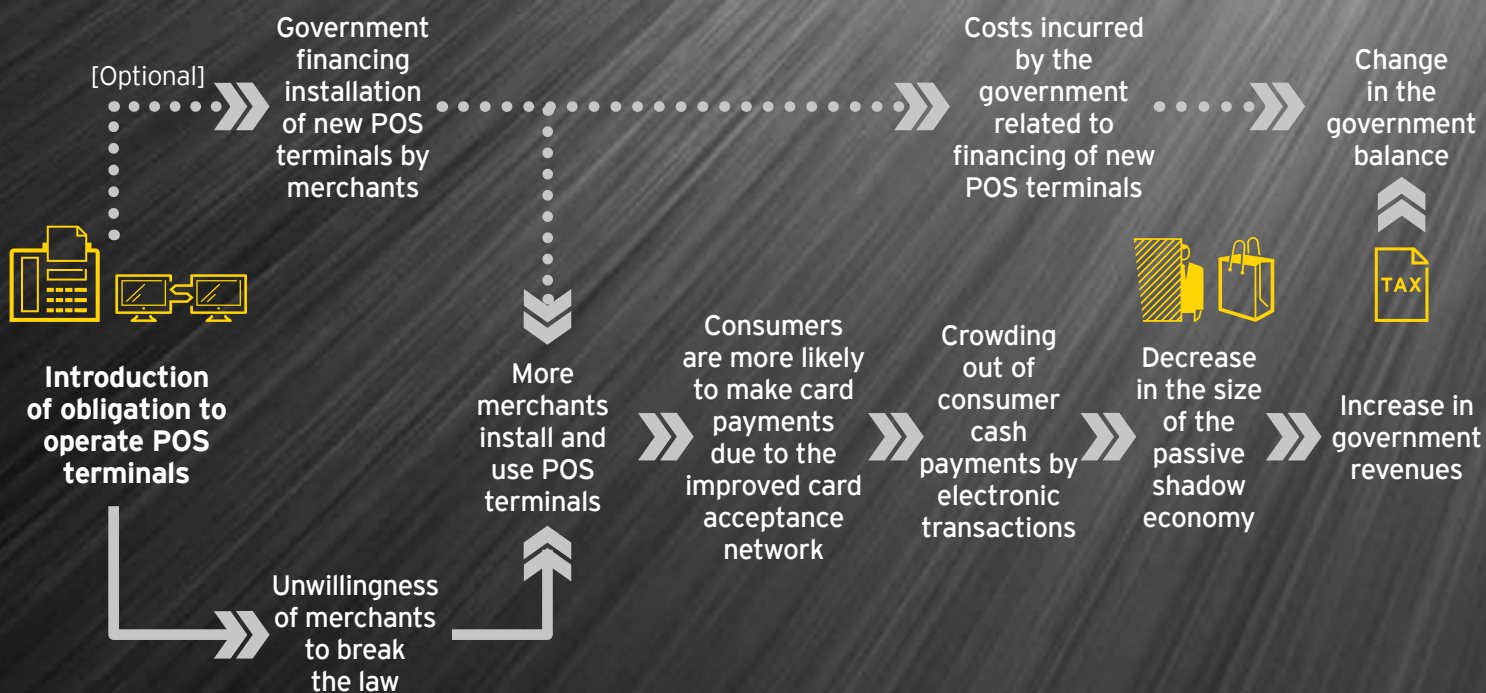 [Optional]
Government
financing
installation
of new POS
terminals by
merchants
Costs incurred
by the
government
related to
financing of new
POS terminals
Change
in the
government
balance
TAX
Introduction
of obligation to
operate POS
terminals
Unwillingness
of merchants
to break
the law
More
merchants
install and
use POS
terminals
Consumers
are more likely
to make card
payments
due to the
improved card
acceptance
network
Crowding
out of
consumer
cash
payments by
electronic
transactions
Decrease
in the size
of the
passive
shadow
economy
Increase in
government
revenues